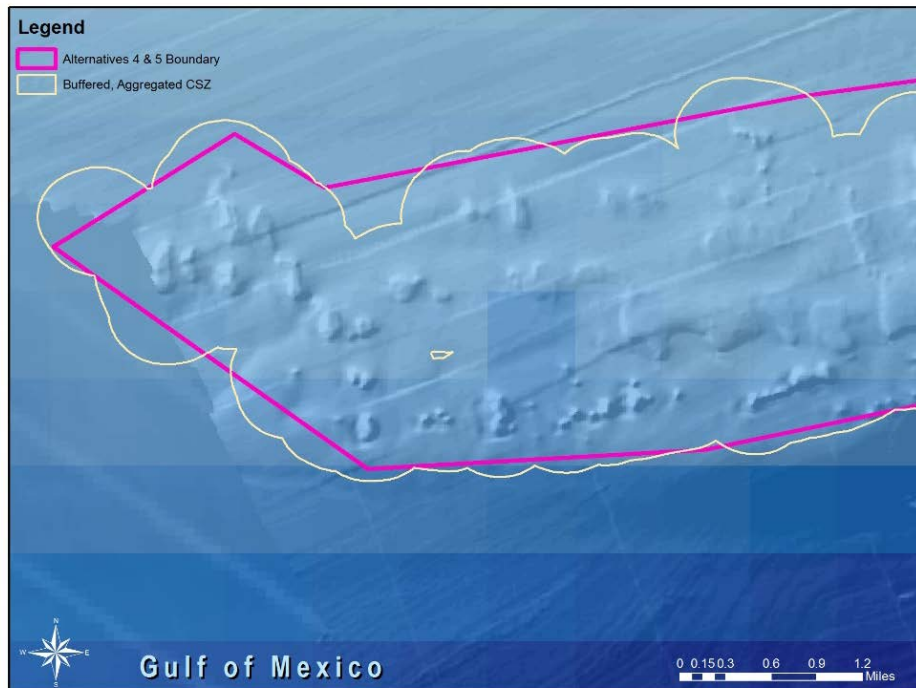 Legend
Alternatives 4 & 5 Boundary
Buffered, Aggregated CSZ
N
W E
S
Gulf of Mexico
0 0.15 0.3 0.6 0.9 1.2
Miles